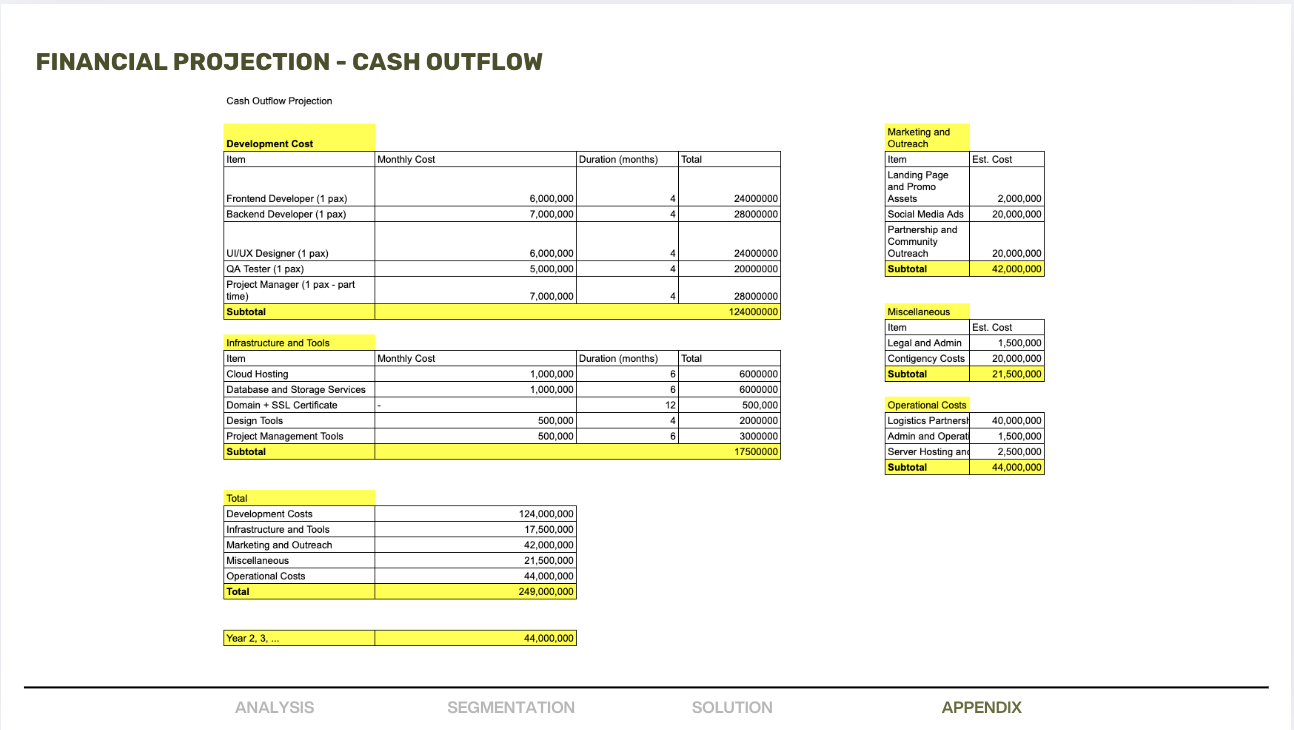 FINANCIAL PROJECTION - CASH OUTFLOW
Cash Outflow Projection
Development Cost
Item Monthly Cost Duration (months) Total
Frontend Developer (1 pax) 6,000,000 4 24000000
Backend Developer (1 pax) 7,000,000 4 28000000
UI/UX Designer (1 pax) 6,000,000 4 24000000
QA Tester (1 pax) 5,000,000 4 20000000
Project Manager (1 pax - part
time) 7,000,000 4 28000000
Subtotal 124000000
Infrastructure and Tools
Item Monthly Cost Duration (months) Total
Cloud Hosting 1,000,000 6 6000000
Database and Storage Services 1,000,000 6 6000000
Domain + SSL Certificate - 12 500,000
Design Tools 500,000 4 2000000
Project Management Tools 500,000 6 3000000
Subtotal 17500000
Total
Development Costs 124,000,000
Infrastructure and Tools 17,500,000
Marketing and Outreach 42,000,000
Miscellaneous 21,500,000
Operational Costs 44,000,000
Total 249,000,000
Year 2, 3, ... 44,000,000
Marketing and
Outreach
Item Est. Cost
Landing Page
and Promo
Assets 2,000,000
Social Media Ads 20,000,000
Partnership and
Community
Outreach 20,000,000
Subtotal 42,000,000
Miscellaneous
Item Est. Cost
Legal and Admin 1,500,000
Contigency Costs 20,000,000
Subtotal 21,500,000
Operational Costs
Logistics Partnersh 40,000,000
Admin and Operati 1,500,000
Server Hosting and 2,500,000
Subtotal 44,000,000
ANALYSIS SEGMENTATION SOLUTION APPENDIX